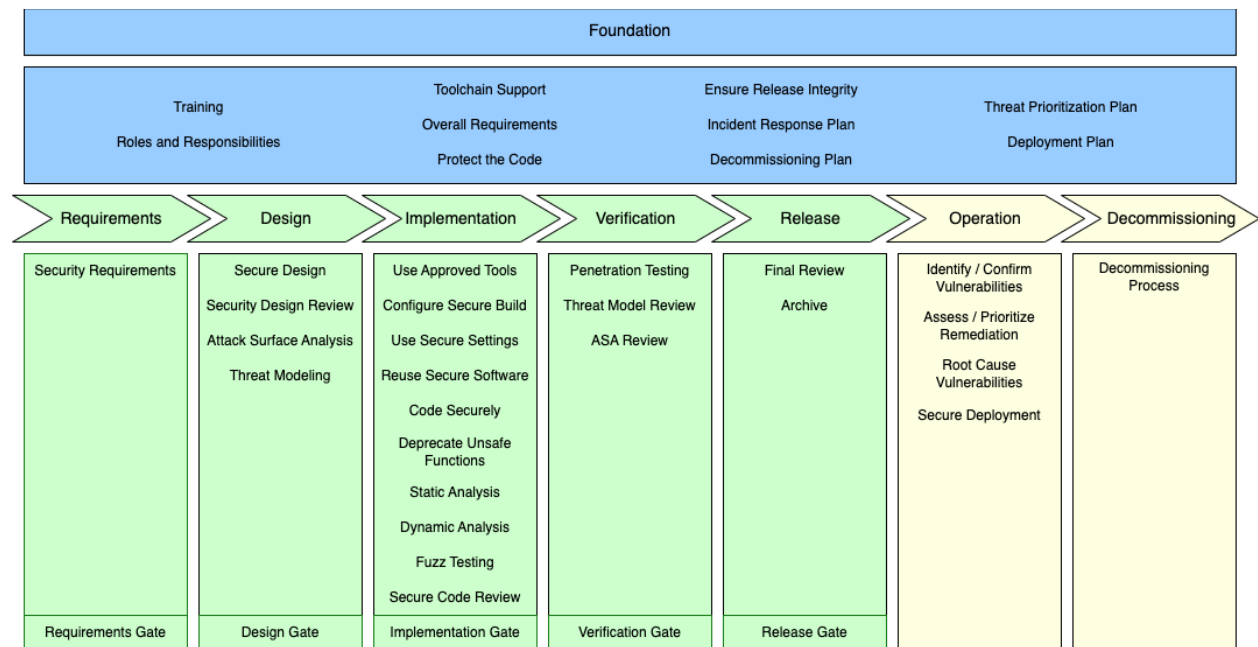 Foundation
Training
Roles and Responsibilities
Toolchain Support
Overall Requirements
Protect the Code
Ensure Release Integrity
Incident Response Plan
Decommissioning Plan
Threat Prioritization Plan
Deployment Plan
Requirements
Design
Implementation
Verification
Release
Operation
Decommissioning
Security Requirements
Requirements Gate
Secure Design
Security Design Review
Attack Surface Analysis
Threat Modeling
Design Gate
Use Approved Tools
Configure Secure Build
Use Secure Settings
Reuse Secure Software
Code Securely
Deprecate Unsafe
Functions
Static Analysis
Dynamic Analysis
Fuzz Testing
Secure Code Review
Implementation Gate
Penetration Testing
Threat Model Review
ASA Review
Verification Gate
Final Review
Archive
Release Gate
Identify / Confirm
Vulnerabilities
Assess / Prioritize
Remediation
Root Cause
Vulnerabilities
Secure Deployment
Decommissioning
Process